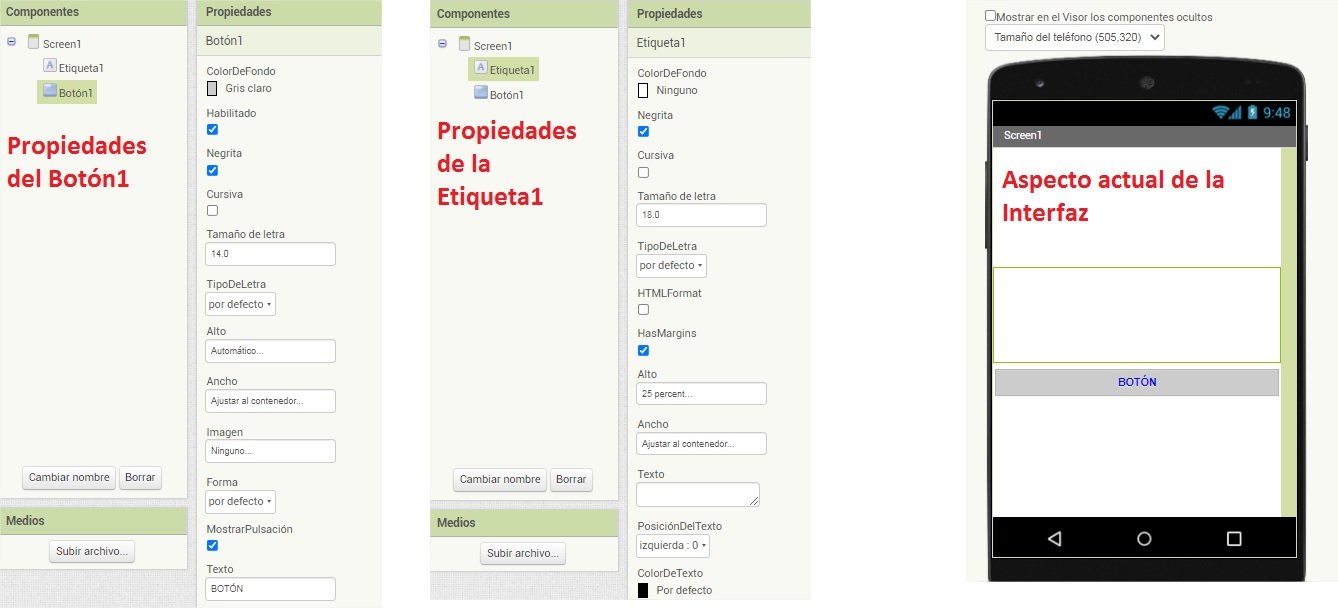 Componentes
Screen1
Etiqueta1
Botón1
Propiedades
del Botón1
Cambiar nombre
Borrar
Medios
Subir archivo...
Propiedades
Botón1
ColorDeFondo
Gris claro
Habilitado
Negrita
Cursiva
Tamaño de letra
14.0
TipoDeLetra
por defecto
Alto
Automático...
Ancho
Ajustar al contenedor...
Imagen
Ninguno...
Forma
por defecto
MostrarPulsación
Texto
BOTÓN
Componentes
Screen1
Etiqueta1
Botón1
Propiedades
de la
Etiqueta1
Cambiar nombre
Borrar
Medios
Subir archivo...
Propiedades
Etiqueta1
ColorDeFondo
Ninguno
Negrita
Cursiva
Tamaño de letra
18.0
TipoDeLetra
por defecto
HTMLFormat
HasMargins
Alto
25 percent...
Ancho
Ajustar al contenedor...
Texto
PosiciónDelTexto
izquierda : 0
ColorDeTexto
Por defecto
Mostrar en el Visor los componentes ocultos
Tamaño del teléfono (505,320)
9:48
Screen1
Aspecto actual de la
Interfaz
BOTÓN